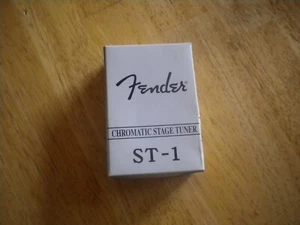 Fender
CHROMATIC STAGE TUNER
ST-1